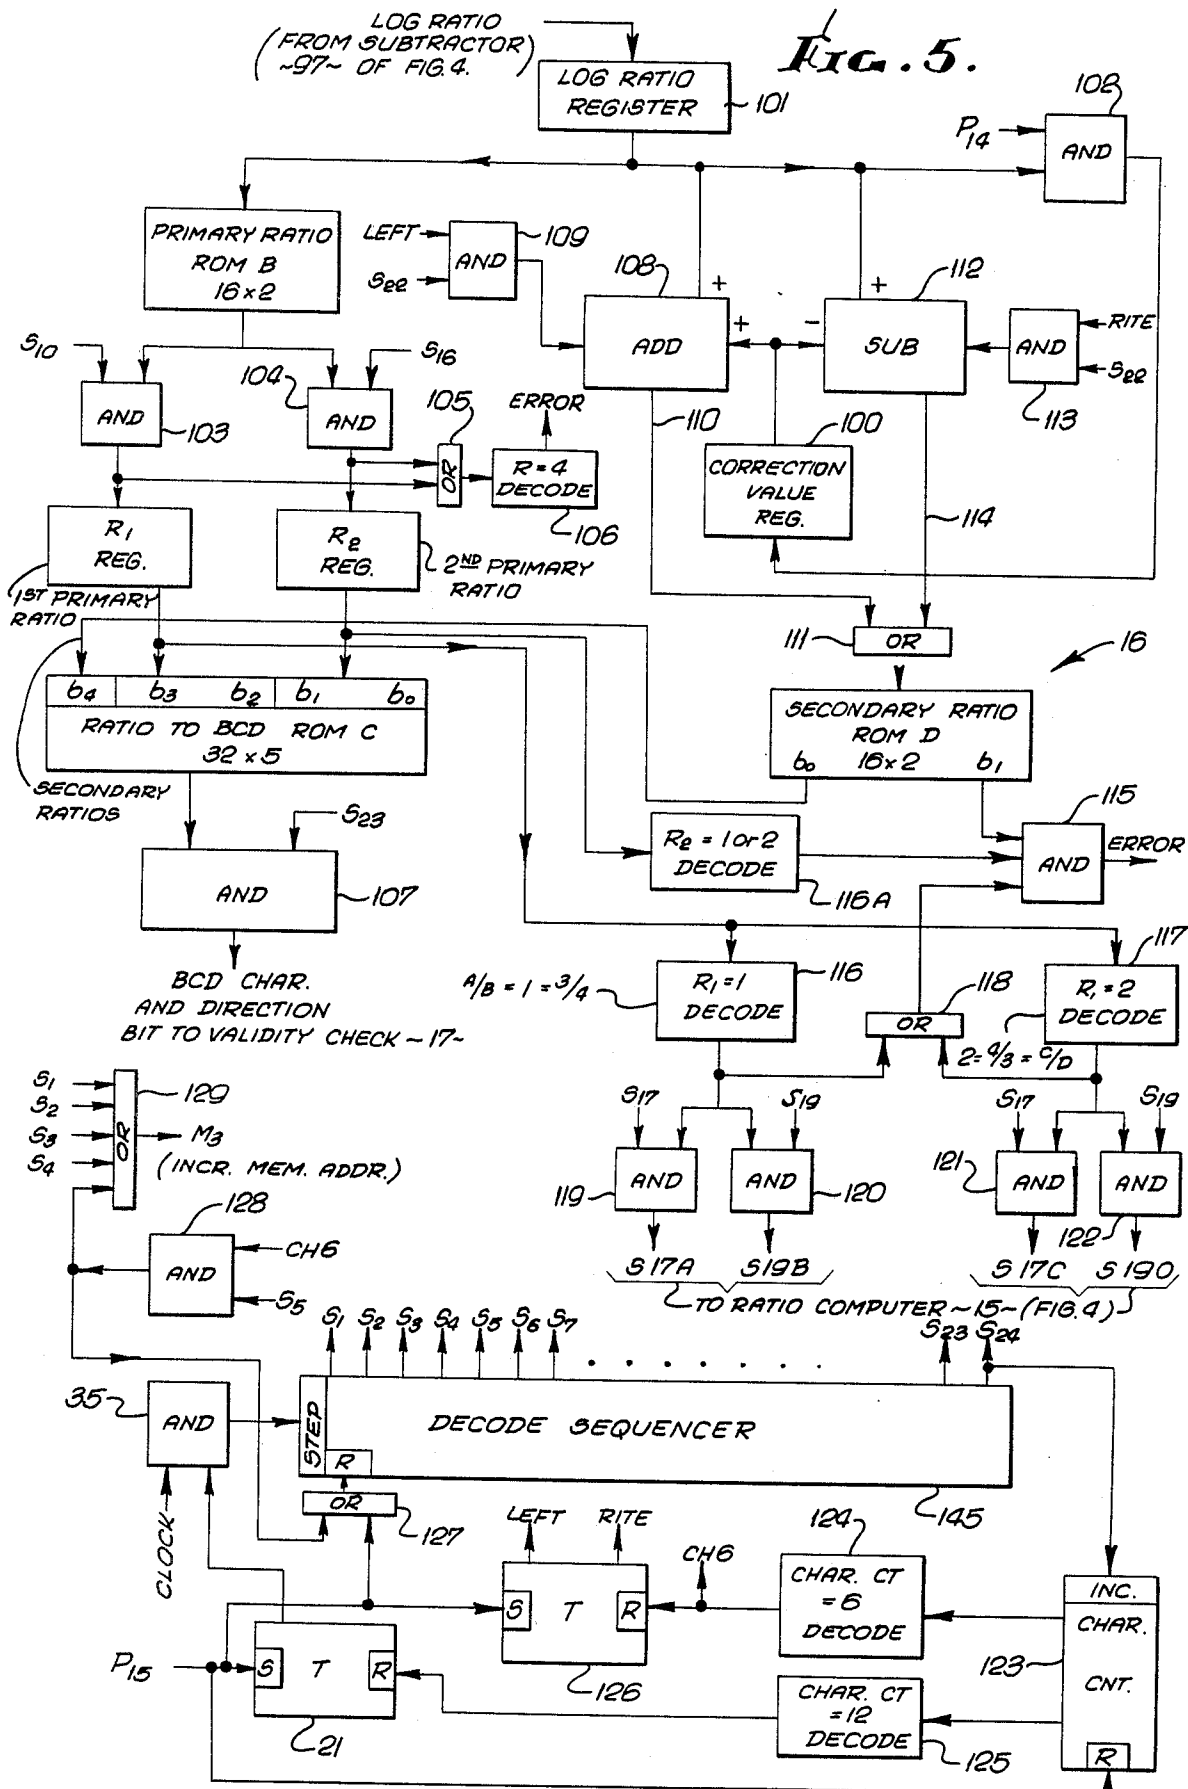 LOG RATIO
(FROM SUBTRACTOR)
~97~ OF FIG.4.
FIG. 5.
LOG RATIO
REGISTER
101
102
P14
AND
PRIMARY RATIO
ROM B
16×2
LEFT
S22
AND
109
108
ADD
+
+
112
SUB
+
-
AND
RITE
S22
113
S10
S16
AND
103
104
AND
105
OR
ERROR
R=4
DECODE
106
110
100
CORRECTION
VALUE
REG.
114
R1
REG.
R2
REG.
1ST PRIMARY
RATIO
2ND PRIMARY
RATIO
111
OR
16
b4 b3 b2 b1 b0
RATIO TO BCD ROM C
32×5
SECONDARY
RATIOS
SECONDARY RATIO
ROM D
b0 16×2 b1
S23
AND
107
R2 = 1 or 2
DECODE
116A
115
AND
ERROR
BCD CHAR.
AND DIRECTION
BIT TO VALIDITY CHECK ~17~
A/B = 1 = 3/4
R1=1
DECODE
116
118
OR
117
R1=2
DECODE
2=a/3=C/D
S1
S2
S3
S4
OR
129
M3
(INCR. MEM. ADDR.)
S17
S19
AND
119
AND
120
S17
S19
121
AND
AND
122
S17A
S19B
S17C
S190
TO RATIO COMPUTER ~15~ (FIG.4)
128
AND
CH6
S5
S1 S2 S3 S4 S5 S6 S7 . . . . . . . S23 S24
35
AND
STEP
DECODE SEQUENCER
R
145
CLOCK
OR
127
LEFT
RITE
S T R
126
CH6
124
CHAR. CT
= 6
DECODE
INC.
CHAR.
CNT.
R
123
P15
S T R
21
CHAR. CT
=12
DECODE
125